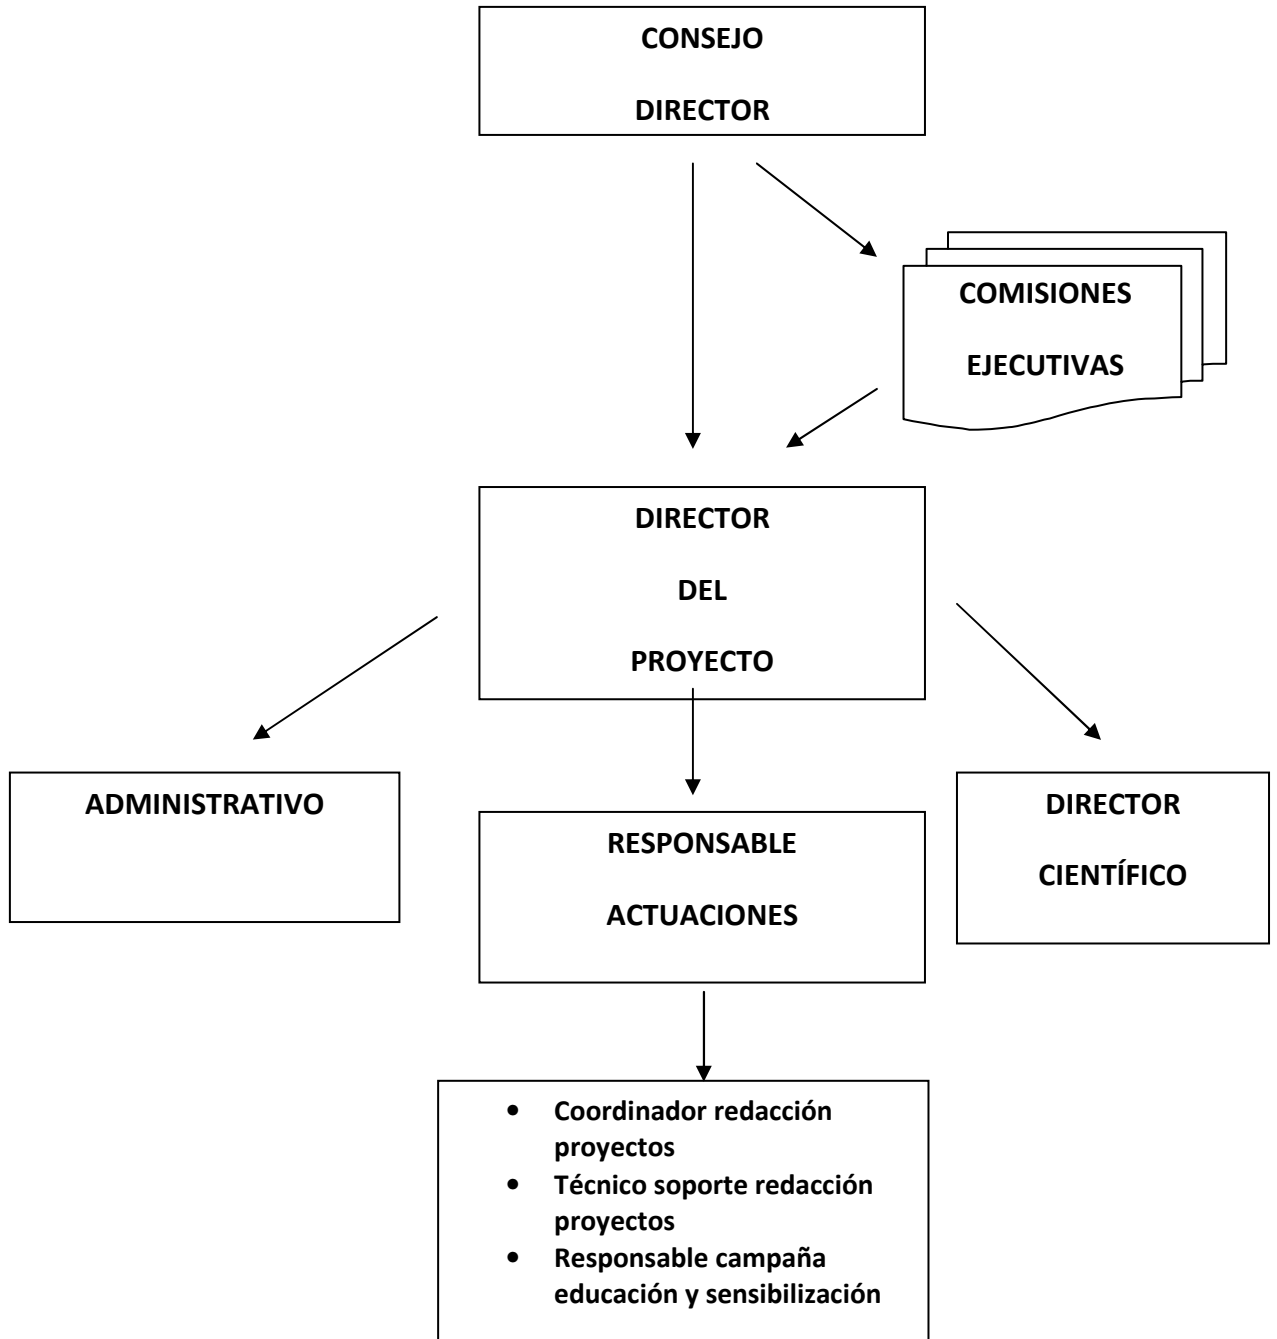 CONSEJO
DIRECTOR
COMISIONES
EJECUTIVAS
DIRECTOR
DEL
PROYECTO
ADMINISTRATIVO
RESPONSABLE
ACTUACIONES
DIRECTOR
CIENTÍFICO
• Coordinador redacción
proyectos
• Técnico soporte redacción
proyectos
• Responsable campaña
educación y sensibilización